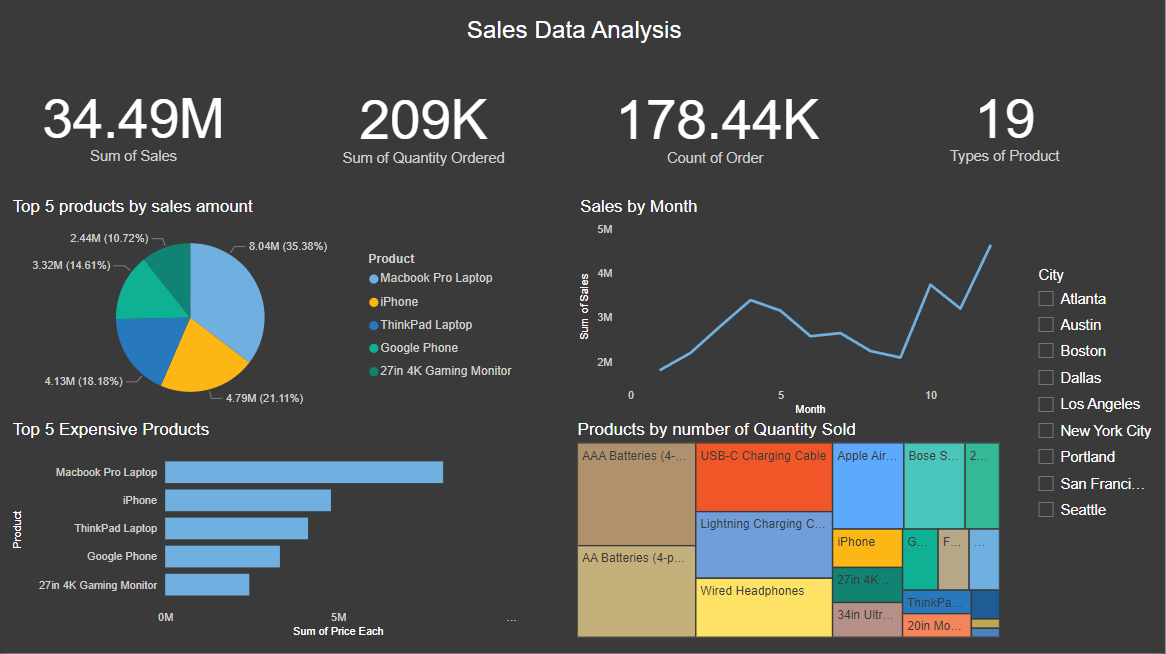 Sales Data Analysis
34.49M
Sum of Sales
209K
Sum of Quantity Ordered
178.44K
Count of Order
19
Types of Product
Top 5 products by sales amount
2.44M (10.72%)
8.04M (35.38%)
3.32M (14.61%)
4.13M (18.18%)
4.79M (21.11%)
Product
Macbook Pro Laptop
iPhone
ThinkPad Laptop
Google Phone
27in 4K Gaming Monitor
Sales by Month
Sum of Sales
5M
4M
3M
2M
0
5
10
Month
City
Atlanta
Austin
Boston
Dallas
Los Angeles
New York City
Portland
San Franci...
Seattle
Top 5 Expensive Products
Product
Macbook Pro Laptop
iPhone
ThinkPad Laptop
Google Phone
27in 4K Gaming Monitor
0M
5M
...
Sum of Price Each
Products by number of Quantity Sold
AAA Batteries (4-...
AA Batteries (4-p...
USB-C Charging Cable
Lightning Charging C...
Wired Headphones
Apple Air...
iPhone
27in 4K ...
34in Ultr...
Bose S...
2...
G...
F...
...
ThinkPa...
20in Mo...